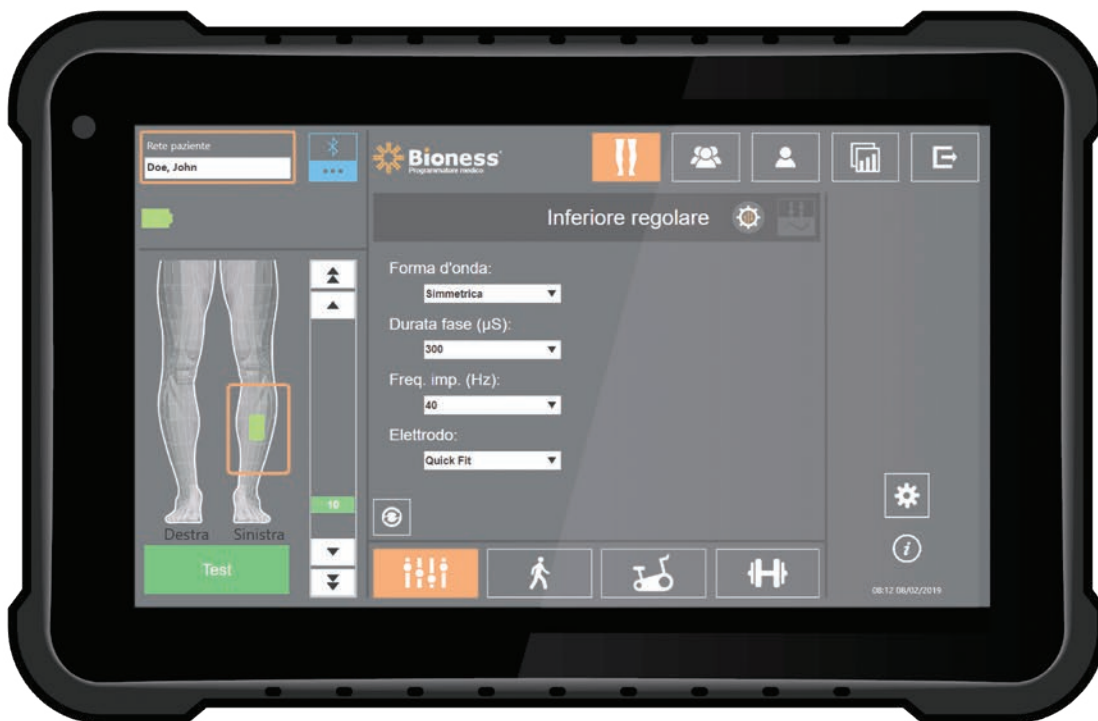 Rete paziente
Doe, John
Bioness®
Programmatore medico
Inferiore regolare
Forma d'onda:
Simmetrica
Durata fase (µS):
300
Freq. imp. (Hz):
40
Elettrodo:
Quick Fit
10
Destra Sinistra
Test
i
08:12 08/02/2019